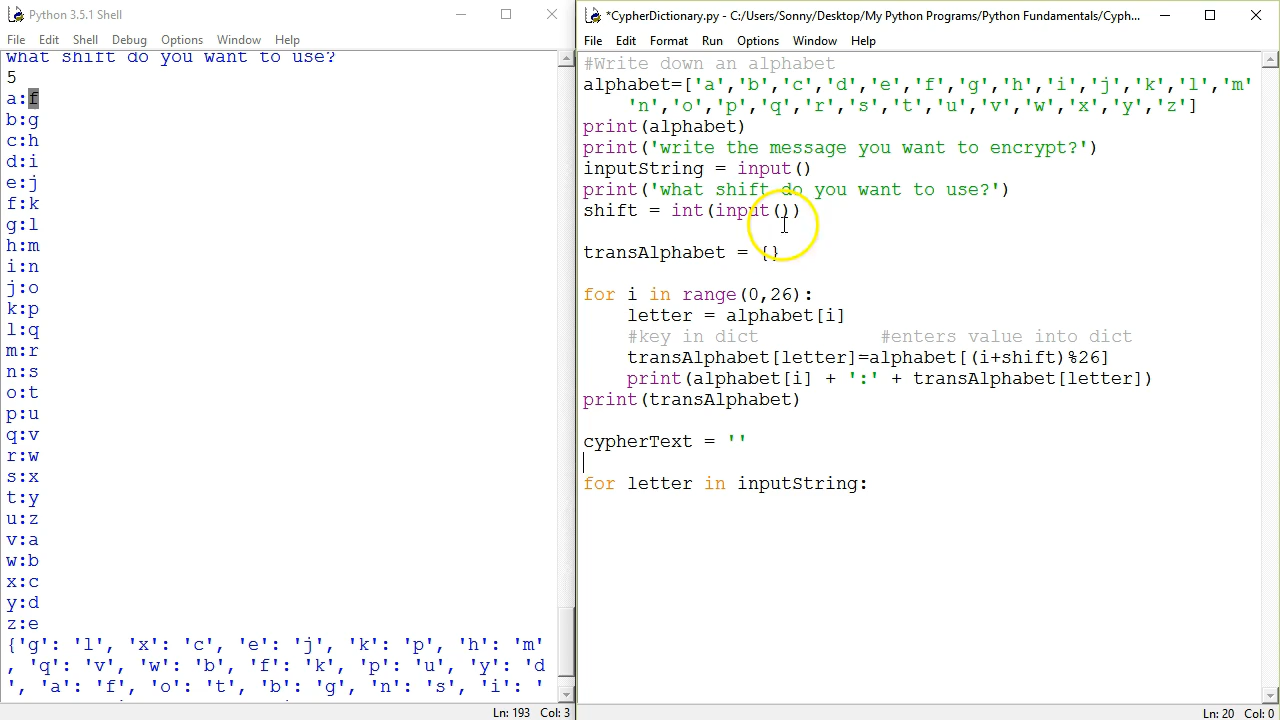 Python 3.5.1 Shell
File Edit Shell Debug Options Window Help
what shift do you want to use?
5
a:f
b:g
c:h
d:i
e:j
f:k
g:l
h:m
i:n
j:o
k:p
l:q
m:r
n:s
o:t
p:u
q:v
r:w
s:x
t:y
u:z
v:a
w:b
x:c
y:d
z:e
{'g': 'l', 'x': 'c', 'e': 'j', 'k': 'p', 'h': 'm'
, 'q': 'v', 'w': 'b', 'f': 'k', 'p': 'u', 'y': 'd
', 'a': 'f', 'o': 't', 'b': 'g', 'n': 's', 'i': '
Ln: 193 Col: 3
*CypherDictionary.py - C:/Users/Sonny/Desktop/My Python Programs/Python Fundamentals/Cyph...
File Edit Format Run Options Window Help
#Write down an alphabet
alphabet=['a','b','c','d','e','f','g','h','i','j','k','l','m'
'n','o','p','q','r','s','t','u','v','w','x','y','z']
print(alphabet)
print('write the message you want to encrypt?')
inputString = input()
print('what shift do you want to use?')
shift = int(input())
transAlphabet = {}
for i in range(0,26):
letter = alphabet[i]
#key in dict #enters value into dict
transAlphabet[letter]=alphabet[(i+shift)%26]
print(alphabet[i] + ':' + transAlphabet[letter])
print(transAlphabet)
cypherText = ''
for letter in inputString:
Ln: 20 Col: 0